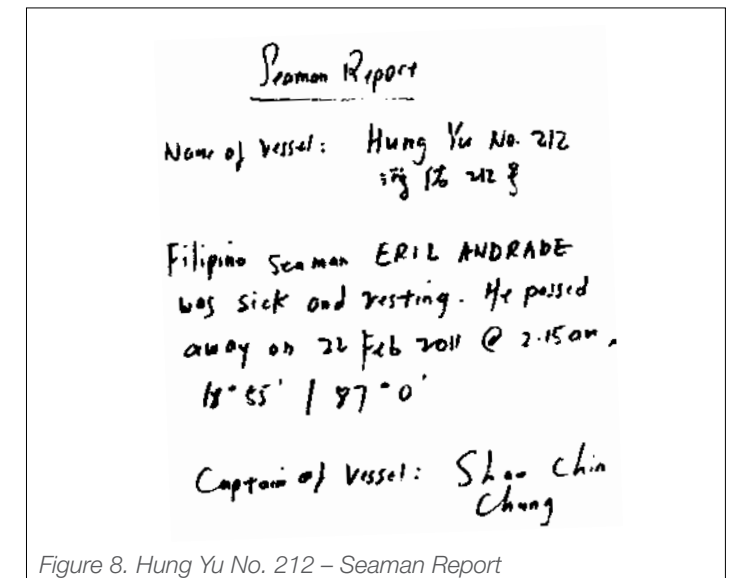 Seaman Report
Name of Vessel: Hung Yu No. 212
212 号
Filipino Seaman ERIL ANDRADE
was sick and resting. He passed
away on 22 Feb 2011 @ 2.15am,
18°55' / 87°0'
Captain of Vessel: Shao Chin
Chung
Figure 8. Hung Yu No. 212 – Seaman Report